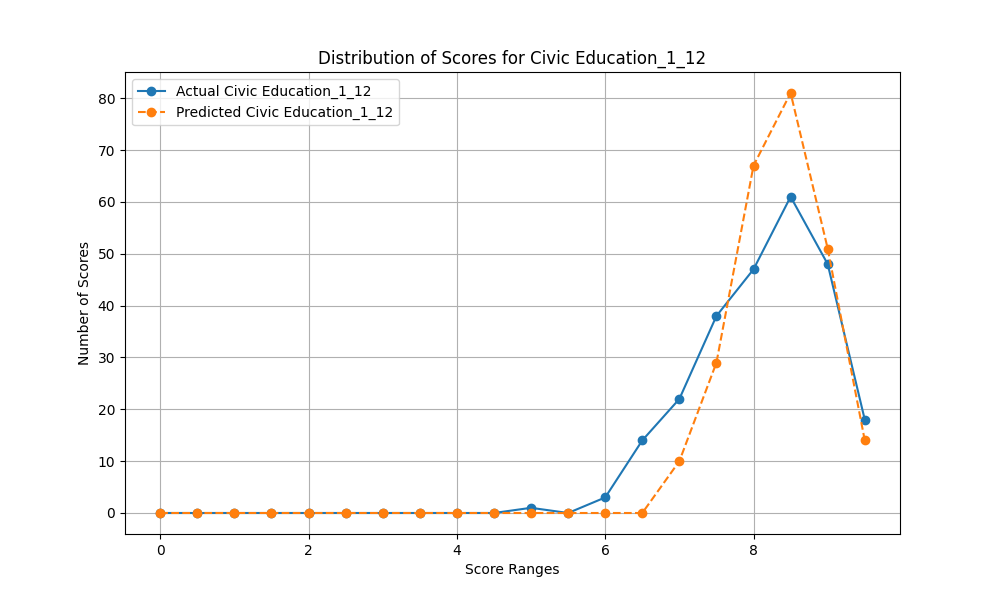 Distribution of Scores for Civic Education_1_12
Actual Civic Education_1_12
Predicted Civic Education_1_12
80
70
60
50
40
30
20
10
0
Number of Scores
0 2 4 6 8
Score Ranges